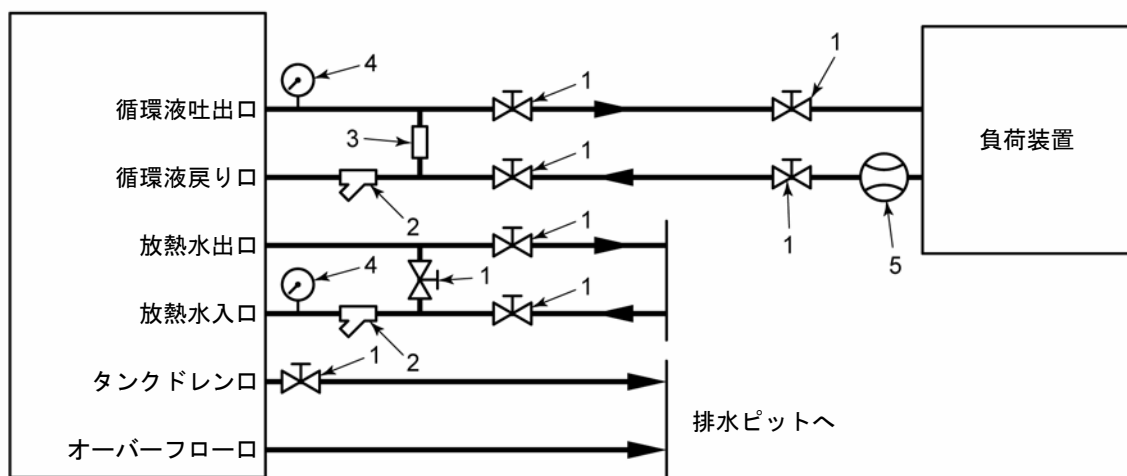 4
1
1
循環液吐出口
3
1
負荷装置
循環液戻り口
2
1
1
5
放熱水出口
4
1
1
放熱水入口
2
1
タンクドレン口
排水ピットへ
オーバーフロー口